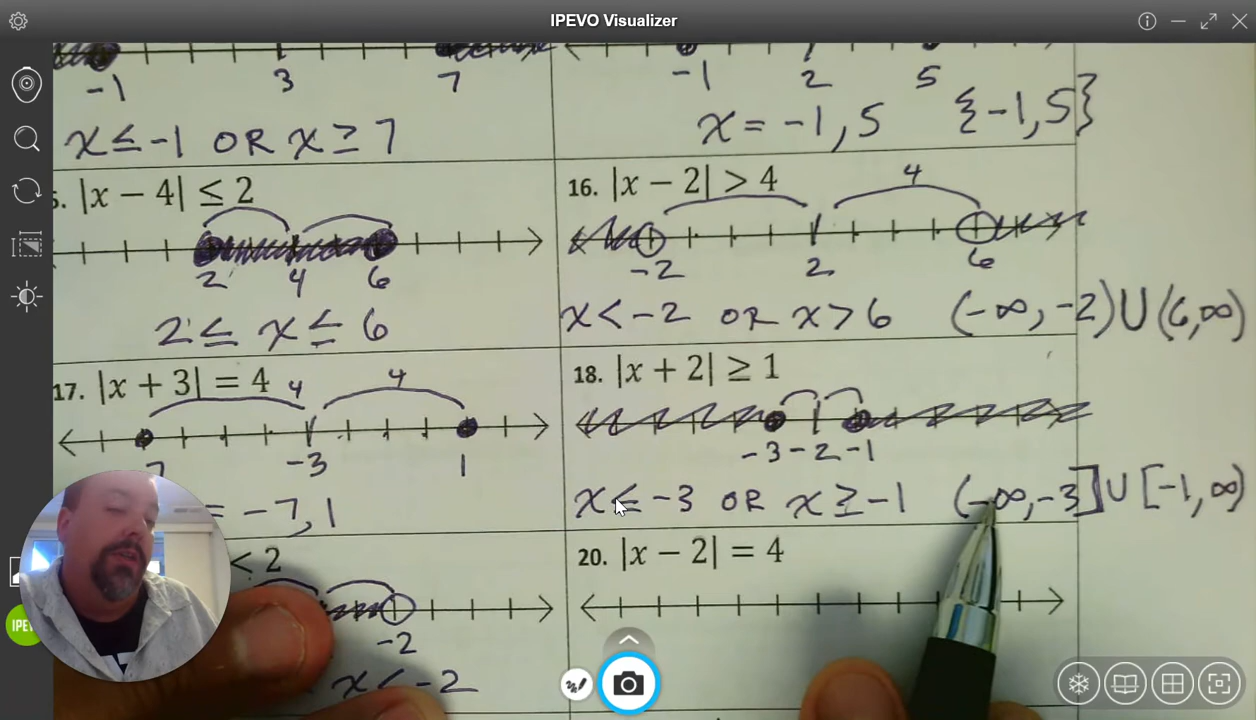 IPEVO Visualizer
-1 3 7
x ≤ -1 OR x ≥ 7
-1 2 5
x = -1, 5 {-1, 5}
5. |x − 4| ≤ 2
2 4 6
2 ≤ x ≤ 6
16. |x − 2| > 4
4
-2 2 6
x < -2 OR x > 6 (-∞, -2) ∪ (6, ∞)
17. |x + 3| = 4
4 4
-3 1
= -7, 1
18. |x + 2| ≥ 1
-3 -2 -1
x ≤ -3 OR x ≥ -1 (-∞, -3] ∪ [-1, ∞)
< 2
-2
x < -2
20. |x − 2| = 4